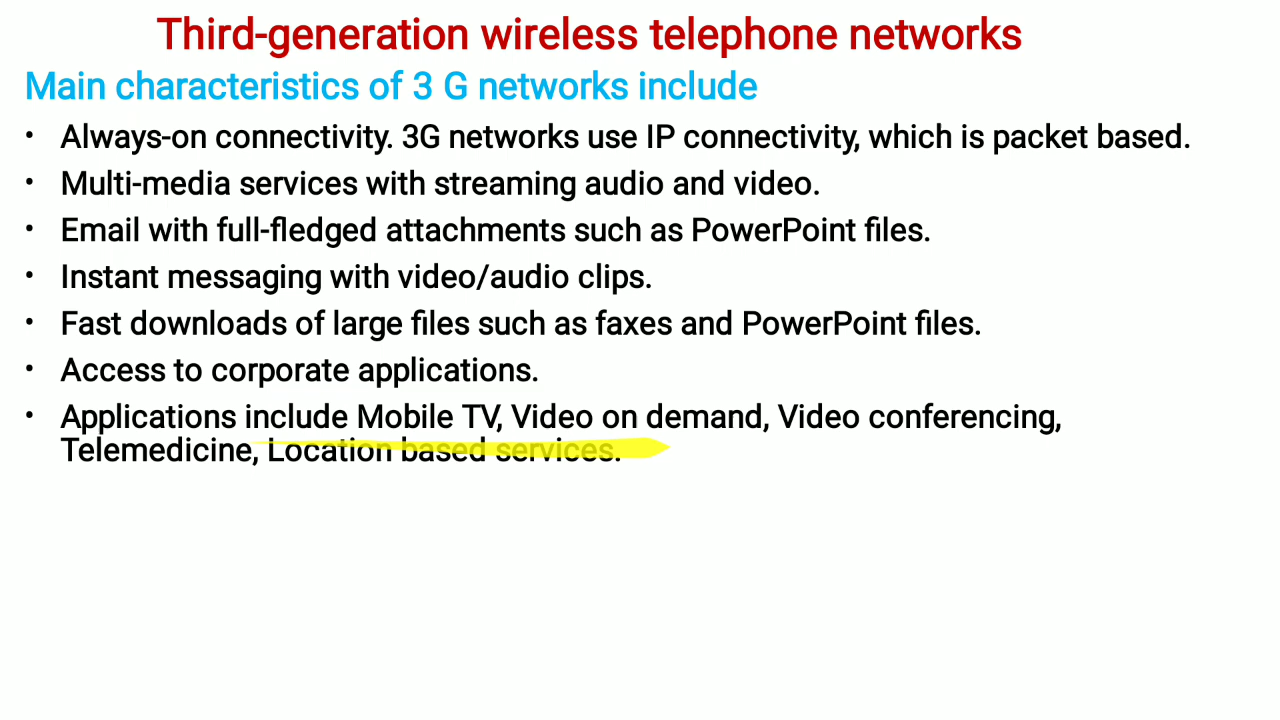 Third-generation wireless telephone networks
Main characteristics of 3 G networks include
• Always-on connectivity. 3G networks use IP connectivity, which is packet based.
• Multi-media services with streaming audio and video.
• Email with full-fledged attachments such as PowerPoint files.
• Instant messaging with video/audio clips.
• Fast downloads of large files such as faxes and PowerPoint files.
• Access to corporate applications.
• Applications include Mobile TV, Video on demand, Video conferencing,
Telemedicine, Location based services.